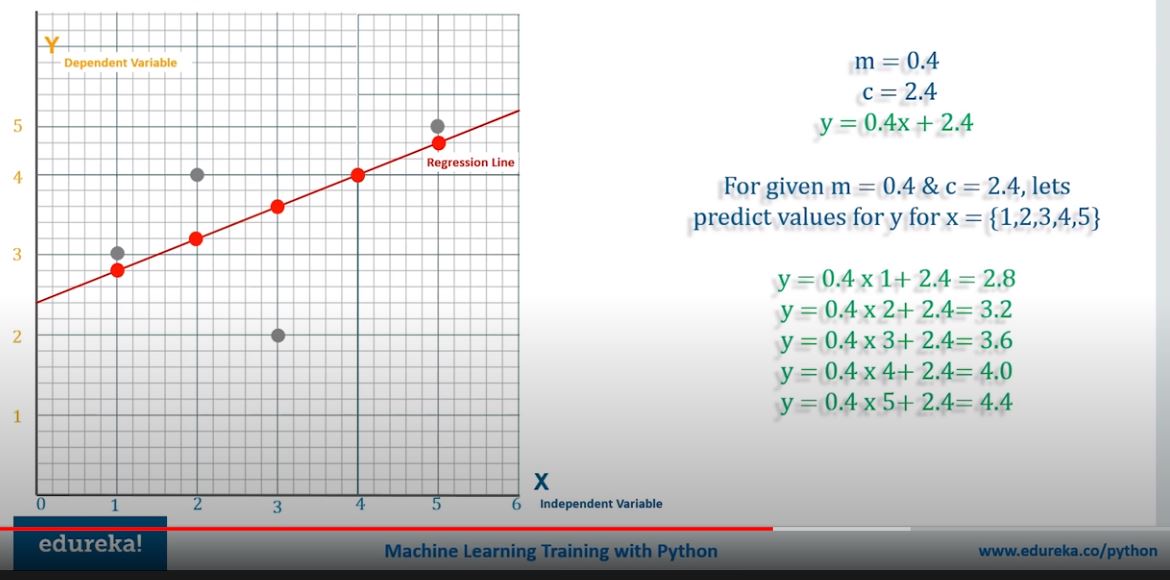 Y
Dependent Variable
5
4
3
2
1
0 1 2 3 4 5 6
X
Independent Variable
Regression Line
m = 0.4
c = 2.4
y = 0.4x + 2.4
For given m = 0.4 & c = 2.4, lets
predict values for y for x = {1,2,3,4,5}
y = 0.4 x 1+ 2.4 = 2.8
y = 0.4 x 2+ 2.4= 3.2
y = 0.4 x 3+ 2.4= 3.6
y = 0.4 x 4+ 2.4= 4.0
y = 0.4 x 5+ 2.4= 4.4
edureka!
Machine Learning Training with Python
www.edureka.co/python